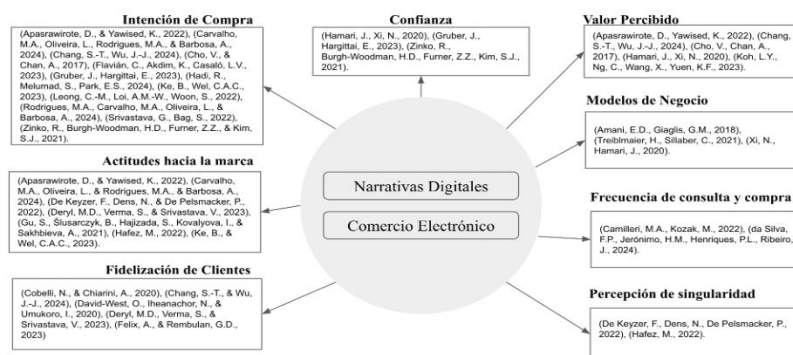 Intención de Compra
(Apasrawirote, D., & Yawised, K., 2022) (Carvalho,
M.A., Oliveira, L., Rodrigues, M.A., & Barbosa, A.,
2024), (Chang, S.-T., Wu, J.-J., 2024), (Cho, V., &
Chan, A., 2017), (Flavián, C., Akdim, K., Casaló, L.V.,
2023), (Gruber, J., Hargittai, E., 2023), (Hadi, R.,
Melumad, S., Park, E.S., 2024), (Ke, B., Wel, C.A.C.,
2023), (Leong, C.-M., Loi, A.M.-W., Woon, S., 2022),
(Rodrigues, M.A., Carvalho, M.A., Oliveira, L., &
Barbosa, A., 2024), (Srivastava, G., Bag, S., 2022),
(Zinko, R., Burgh-Woodman, H.D., Furner, Z.Z., & Kim,
S.J., 2021).
Actitudes hacia la marca
(Apasrawirote, D., & Yawised, K., 2022) (Carvalho,
M.A., Oliveira, L., & Rodrigues, M.A., & Barbosa, A.,
2024), (De Keyzer, F., Dens, N., & De Pelsmacker, P.,
2022), (Deryl, M.D., Verma, S., & Srivastava, V., 2023),
(Gu, S., Ślusarczyk, B., Hajizada, S., Kovalyova, I., &
Sakhbieva, A., 2021), (Hafez, M., 2022), (Ke, B., &
Wel, C.A.C., 2023).
Fidelización de Clientes
(Cobelli, N., & Chiarini, A., 2020), (Chang, S.-T., & Wu,
J.-J., 2024), (David-West, O., Iheanachor, N., &
Umukoro, I., 2020), (Deryl, M.D., Verma, S., &
Srivastava, V., 2023), (Felix, A., & Rembulan, G.D.,
2023)
Confianza
(Hamari, J., Xi, N., 2020), (Gruber, J.,
Hargittai, E., 2023), (Zinko, R.,
Burgh-Woodman, H.D., Furner, Z.Z., Kim, S.J.,
2021).
Narrativas Digitales
Comercio Electrónico
Valor Percibido
(Apasrawirote, D., Yawised, K., 2022), (Chang,
S.-T., Wu, J.-J., 2024), (Cho, V., Chan, A.,
2017), (Hamari, J., Xi, N., 2020), (Koh, L.Y.,
Ng, C., Wang, X., Yuen, K.F., 2023).
Modelos de Negocio
(Amani, E.D., Giaglis, G.M., 2018),
(Treiblmaier, H., Sillaber, C., 2021), (Xi, N.,
Hamari, J., 2020).
Frecuencia de consulta y compra
(Camilleri, M.A., Kozak, M., 2022), (da Silva,
F.P., Jerónimo, H.M., Henriques, P.L., Ribeiro,
J., 2024).
Percepción de singularidad
(De Keyzer, F., Dens, N., De Pelsmacker, P.,
2022), (Hafez, M., 2022).